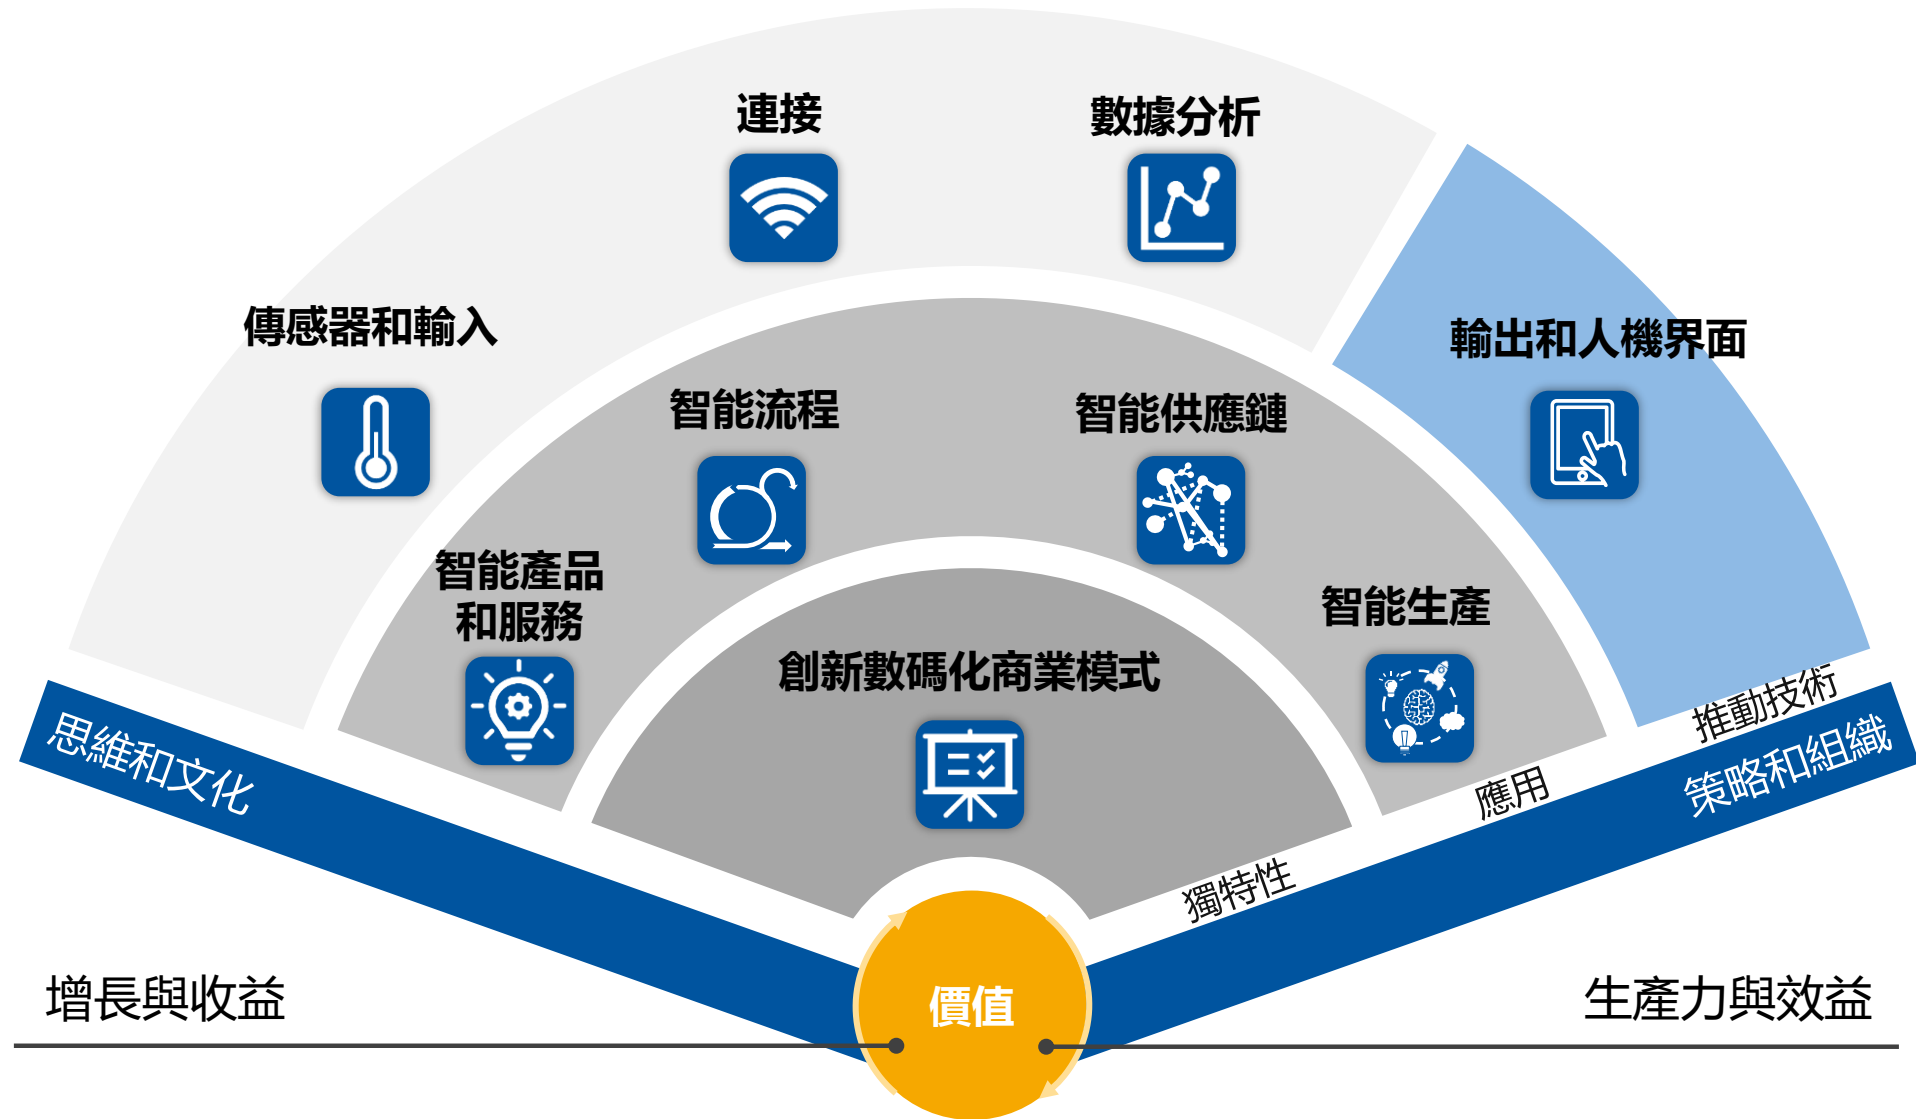 連接
數據分析
傳感器和輸入
輸出和人機界面
智能流程
智能供應鏈
智能產品
和服務
智能生產
創新數碼化商業模式
思維和文化
推動技術
策略和組織
應用
獨特性
增長與收益
價值
生產力與效益